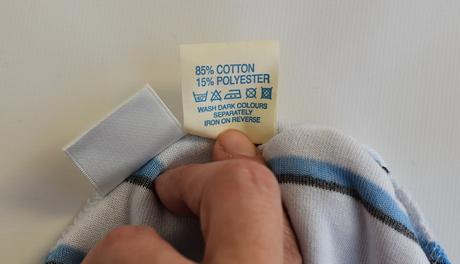 85% COTTON
15% POLYESTER
WASH DARK COLOURS
SEPARATELY
IRON ON REVERSE